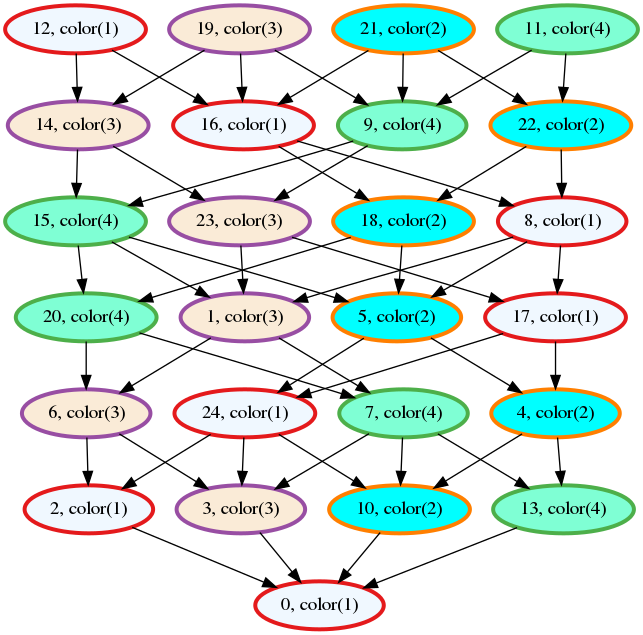 12, color(1)
19, color(3)
21, color(2)
11, color(4)
14, color(3)
16, color(1)
9, color(4)
22, color(2)
15, color(4)
23, color(3)
18, color(2)
8, color(1)
20, color(4)
1, color(3)
5, color(2)
17, color(1)
6, color(3)
24, color(1)
7, color(4)
4, color(2)
2, color(1)
3, color(3)
10, color(2)
13, color(4)
0, color(1)